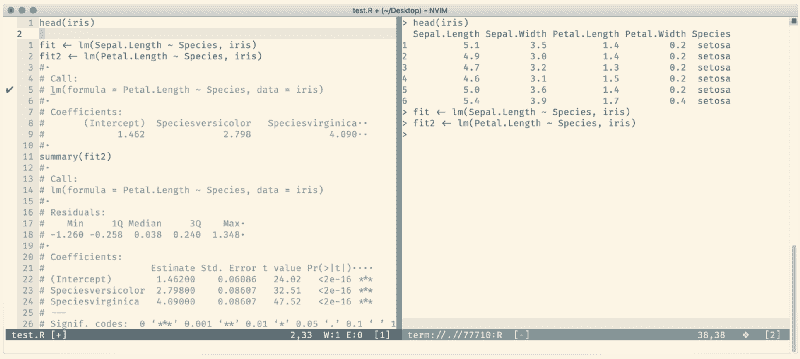 test.R + (~/Desktop) - NVIM
1 head(iris)
2
1 fit <- lm(Sepal.Length ~ Species, iris)
2 fit2 <- lm(Petal.Length ~ Species, iris)
3 #
4 # Call:
5 # lm(formula = Petal.Length ~ Species, data = iris)
6 #
7 # Coefficients:
8 # (Intercept) Speciesversicolor Speciesvirginica
9 # 1.462 2.798 4.090
10 #
11 summary(fit2)
12 #
13 # Call:
14 # lm(formula = Petal.Length ~ Species, data = iris)
15 #
16 # Residuals:
17 # Min 1Q Median 3Q Max
18 # -1.260 -0.258 0.038 0.240 1.348
19 #
20 # Coefficients:
21 # Estimate Std. Error t value Pr(>|t|)
22 # (Intercept) 1.46200 0.06086 24.02 <2e-16 ***
23 # Speciesversicolor 2.79800 0.08607 32.51 <2e-16 ***
24 # Speciesvirginica 4.09000 0.08607 47.52 <2e-16 ***
25 # ---
26 # Signif. codes: 0 '***' 0.001 '**' 0.01 '*' 0.05 '.' 0.1 ' ' 1
test.R [+] 2,33 W:1 E:0 [1]
> head(iris)
Sepal.Length Sepal.Width Petal.Length Petal.Width Species
1 5.1 3.5 1.4 0.2 setosa
2 4.9 3.0 1.4 0.2 setosa
3 4.7 3.2 1.3 0.2 setosa
4 4.6 3.1 1.5 0.2 setosa
5 5.0 3.6 1.4 0.2 setosa
6 5.4 3.9 1.7 0.4 setosa
> fit <- lm(Sepal.Length ~ Species, iris)
> fit2 <- lm(Petal.Length ~ Species, iris)
>
term://.//77710:R [-] 38,38 [2]